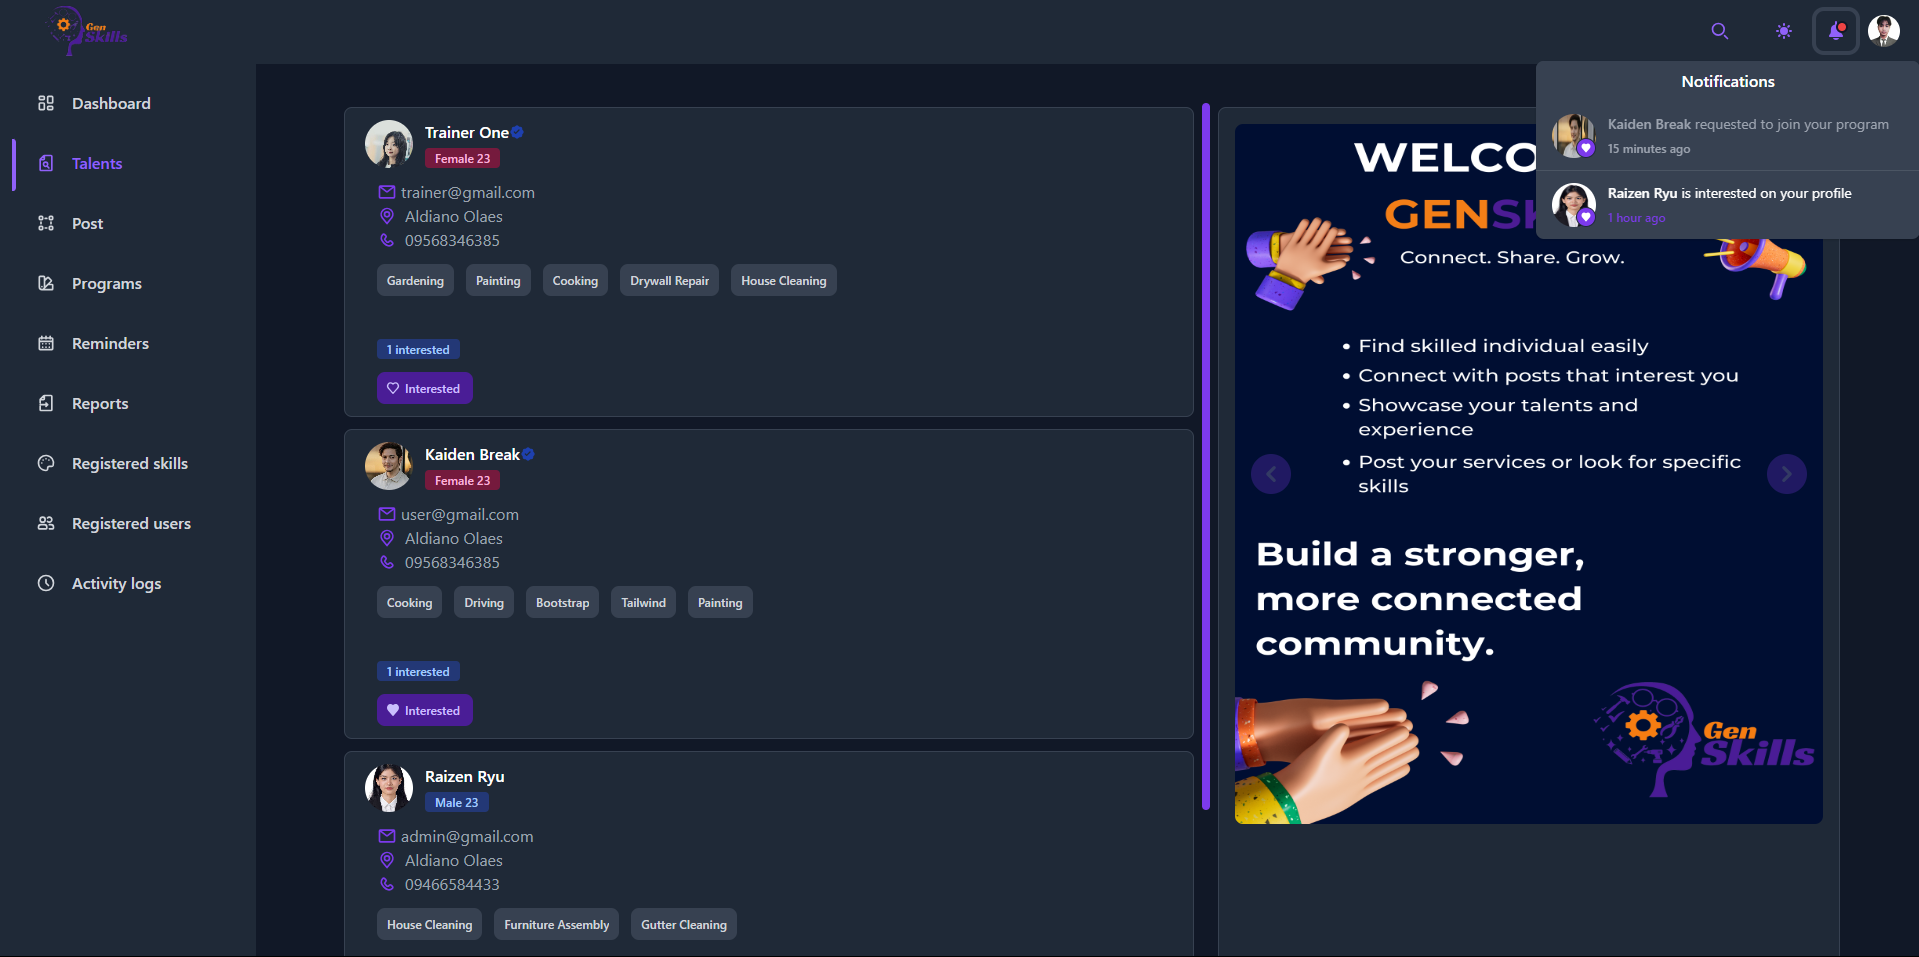 Gen
Skills
Dashboard
Talents
Post
Programs
Reminders
Reports
Registered skills
Registered users
Activity logs
Trainer One
Female 23
trainer@gmail.com
Aldiano Olaes
09568346385
Gardening
Painting
Cooking
Drywall Repair
House Cleaning
1 interested
Interested
Kaiden Break
Female 23
user@gmail.com
Aldiano Olaes
09568346385
Cooking
Driving
Bootstrap
Tailwind
Painting
1 interested
Interested
Raizen Ryu
Male 23
admin@gmail.com
Aldiano Olaes
09466584433
House Cleaning
Furniture Assembly
Gutter Cleaning
Notifications
Kaiden Break requested to join your program
15 minutes ago
Raizen Ryu is interested on your profile
1 hour ago
WELCO
GENSK
Connect. Share. Grow.
• Find skilled individual easily
• Connect with posts that interest you
• Showcase your talents and
experience
• Post your services or look for specific
skills
Build a stronger,
more connected
community.
Gen
Skills